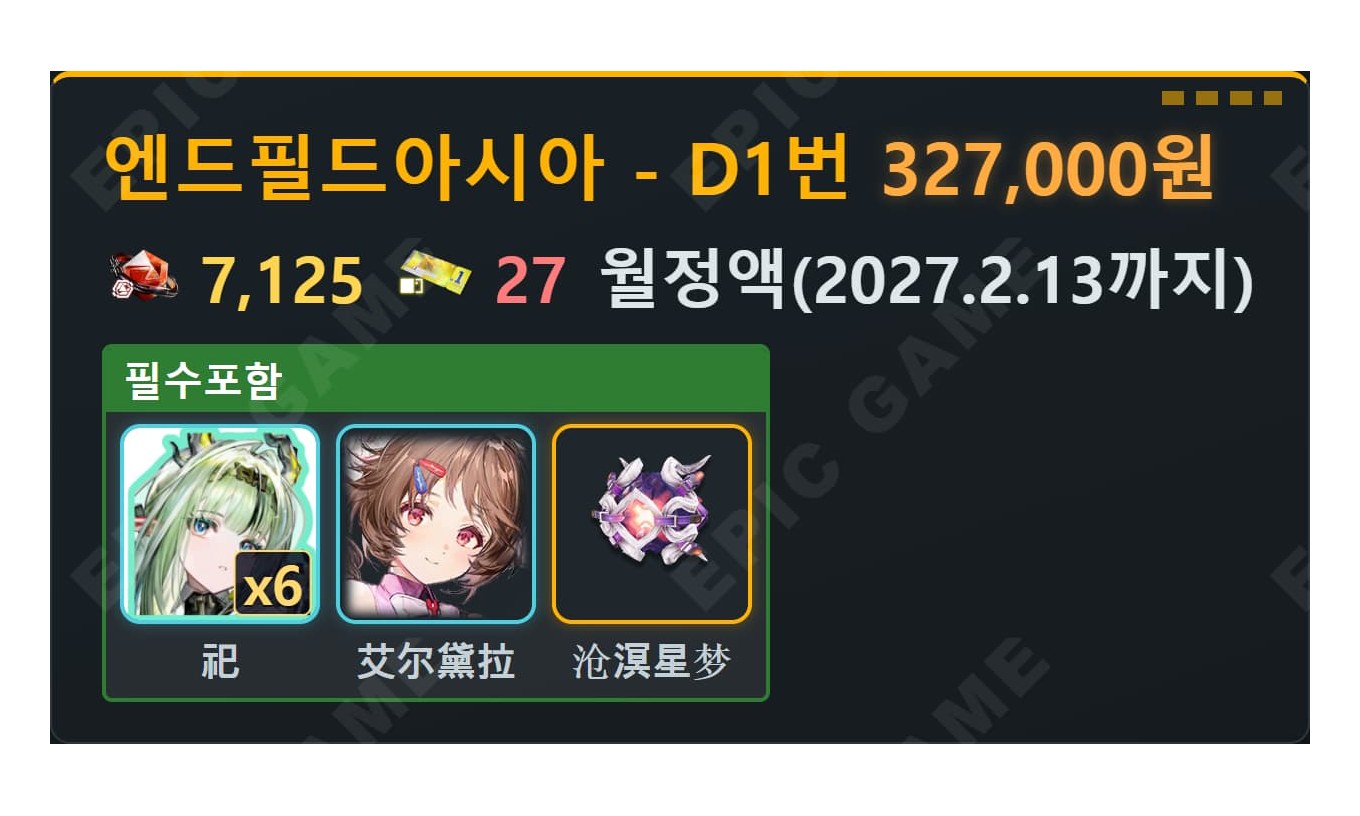 엔드필드아시아 - D1번 327,000원
7,125 27 월정액(2027.2.13까지)
필수포함
x6
祀 艾尔黛拉 沧溟星梦
EPIC GAME